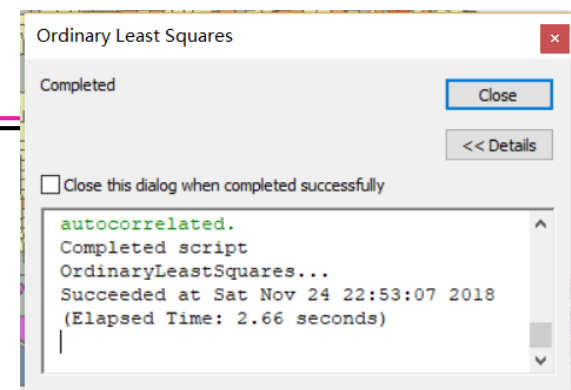 Ordinary Least Squares
Completed
Close
<< Details
Close this dialog when completed successfully
autocorrelated.
Completed script
OrdinaryLeastSquares...
Succeeded at Sat Nov 24 22:53:07 2018
(Elapsed Time: 2.66 seconds)